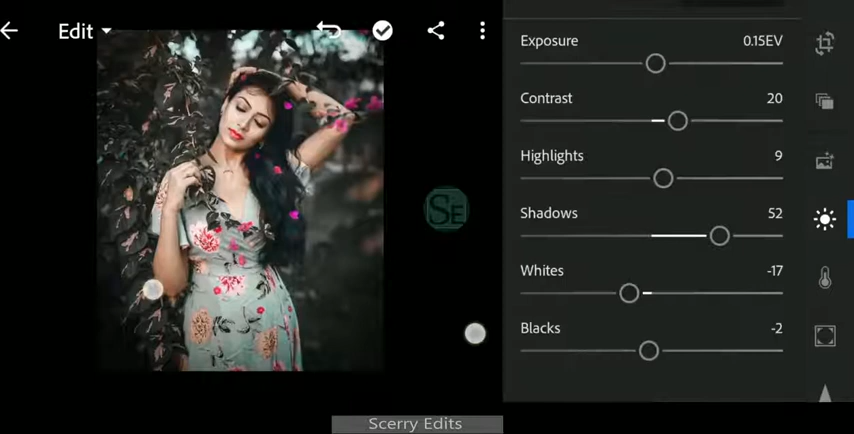 Edit
Exposure 0.15EV
Contrast 20
Highlights 9
Shadows 52
Whites -17
Blacks -2
SE
Scerry Edits